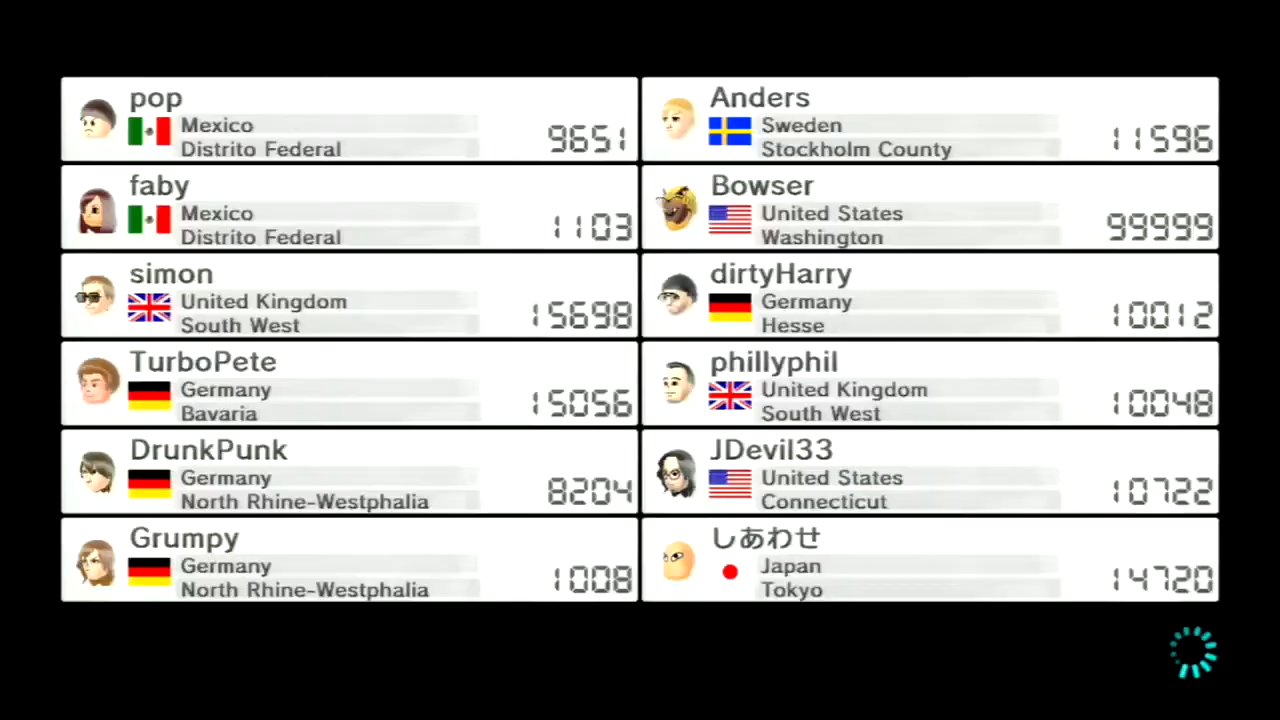 pop
Mexico
Distrito Federal
9651
faby
Mexico
Distrito Federal
1103
simon
United Kingdom
South West
15698
TurboPete
Germany
Bavaria
15056
DrunkPunk
Germany
North Rhine-Westphalia
8204
Grumpy
Germany
North Rhine-Westphalia
1008
Anders
Sweden
Stockholm County
11596
Bowser
United States
Washington
99999
dirtyHarry
Germany
Hesse
10012
phillyphil
United Kingdom
South West
10048
JDevil33
United States
Connecticut
10722
しあわせ
Japan
Tokyo
14720